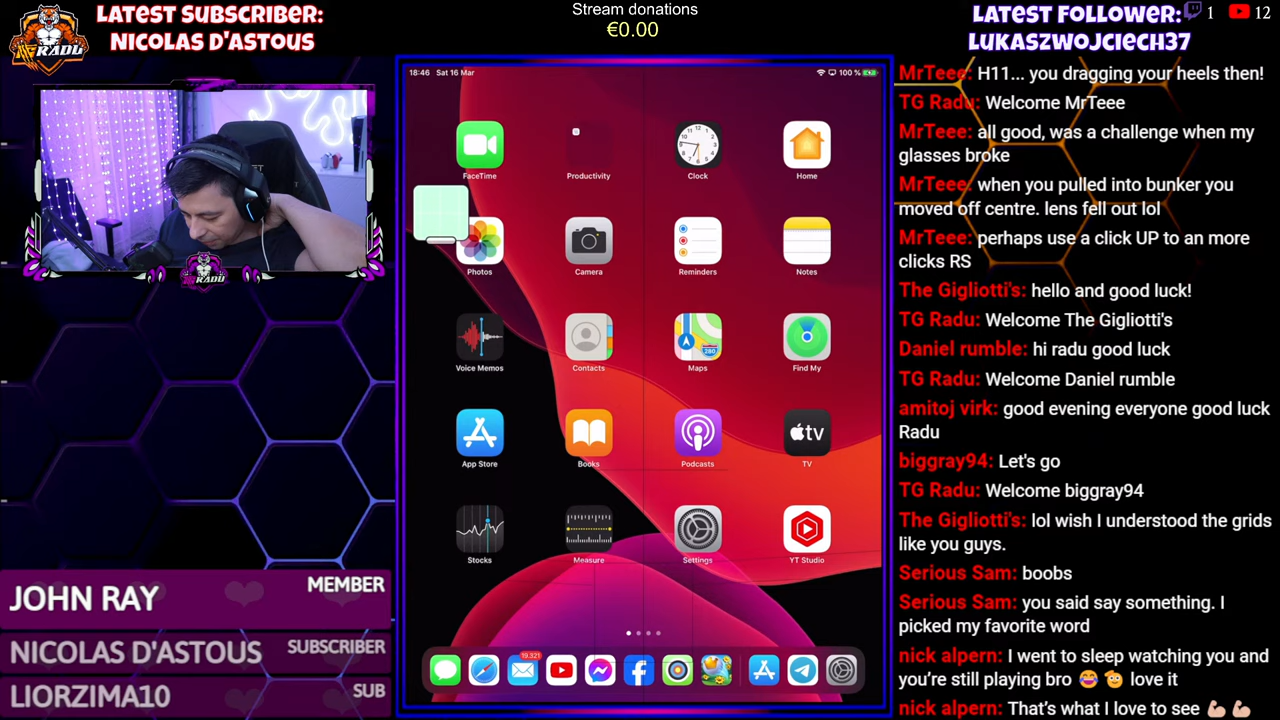 LATEST SUBSCRIBER:
NICOLAS D'ASTOUS
RADU
Stream donations
€0.00
LATEST FOLLOWER:
1
12
LUKASZWOJCIECH37
18:46 Sat 16 Mar
100 %
FaceTime
Productivity
Clock
Home
Photos
Camera
Reminders
Notes
Voice Memos
Contacts
Maps
280
Find My
App Store
Books
Podcasts
tv
TV
Stocks
Measure
Settings
YT Studio
19,321
RADU
JOHN RAY
MEMBER
NICOLAS D'ASTOUS
SUBSCRIBER
LIORZIMA10
SUB
MrTeee: H11... you dragging your heels then!
TG Radu: Welcome MrTeee
MrTeee: all good, was a challenge when my
glasses broke
MrTeee: when you pulled into bunker you
moved off centre. lens fell out lol
MrTeee: perhaps use a click UP to an more
clicks RS
The Gigliotti's: hello and good luck!
TG Radu: Welcome The Gigliotti's
Daniel rumble: hi radu good luck
TG Radu: Welcome Daniel rumble
amitoj virk: good evening everyone good luck
Radu
biggray94: Let's go
TG Radu: Welcome biggray94
The Gigliotti's: lol wish I understood the grids
like you guys.
Serious Sam: boobs
Serious Sam: you said say something. I
picked my favorite word
nick alpern: I went to sleep watching you and
you're still playing bro 😂 🫡 love it
nick alpern: That's what I love to see 💪🏻 💪🏻